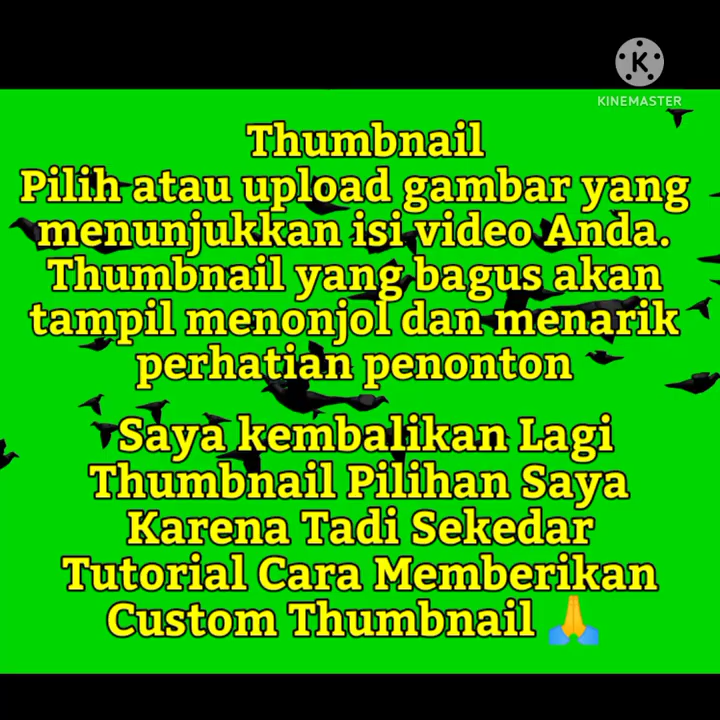 KINEMASTER
Thumbnail
Pilih atau upload gambar yang
menunjukkan isi video Anda.
Thumbnail yang bagus akan
tampil menonjol dan menarik
perhatian penonton
Saya kembalikan Lagi
Thumbnail Pilihan Saya
Karena Tadi Sekedar
Tutorial Cara Memberikan
Custom Thumbnail 🙏